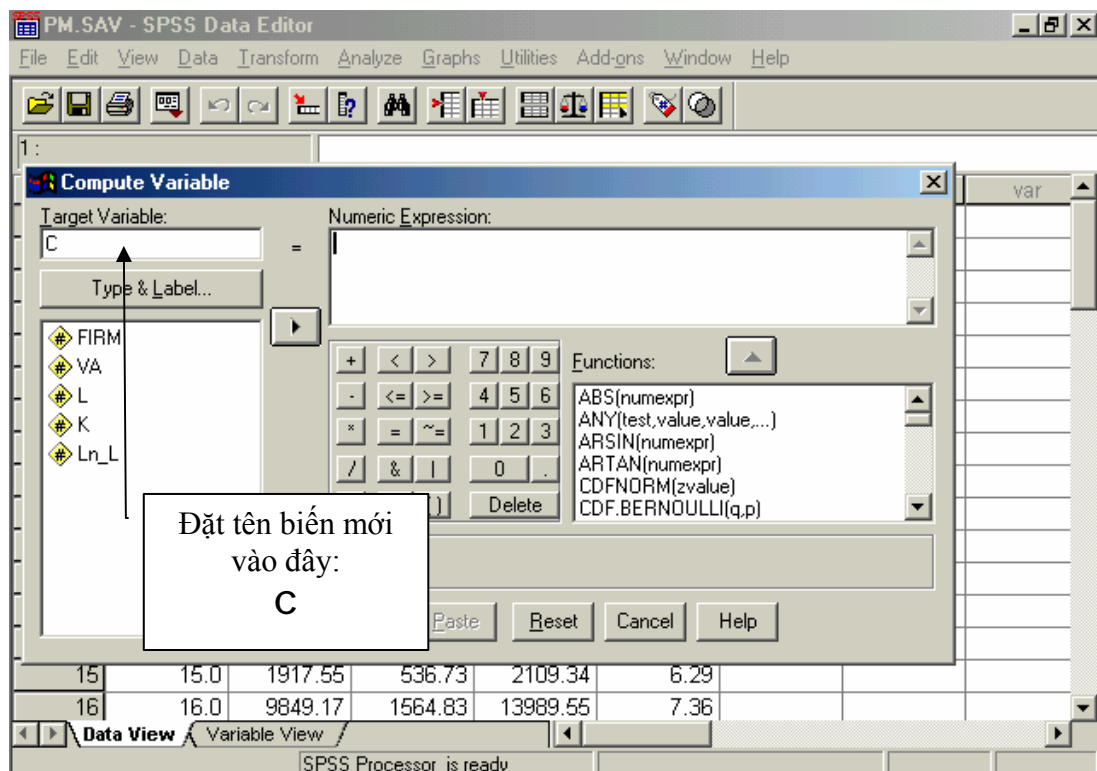 PM.SAV - SPSS Data Editor
File Edit View Data Transform Analyze Graphs Utilities Add-ons Window Help
1 :
Compute Variable
var
Target Variable:
Numeric Expression:
C
=
Type & Label...
FIRM
VA
L
K
Ln_L
+ < > 7 8 9
- <= >= 4 5 6
* = ~= 1 2 3
/ & | 0 .
( ) Delete
Functions:
ABS(numexpr)
ANY(test,value,value,...)
ARSIN(numexpr)
ARTAN(numexpr)
CDFNORM(zvalue)
CDF.BERNOULLI(q,p)
Đặt tên biến mới
vào đây:
C
Paste Reset Cancel Help
15 15.0 1917.55 536.73 2109.34 6.29
16 16.0 9849.17 1564.83 13989.55 7.36
Data View Variable View
SPSS Processor is ready